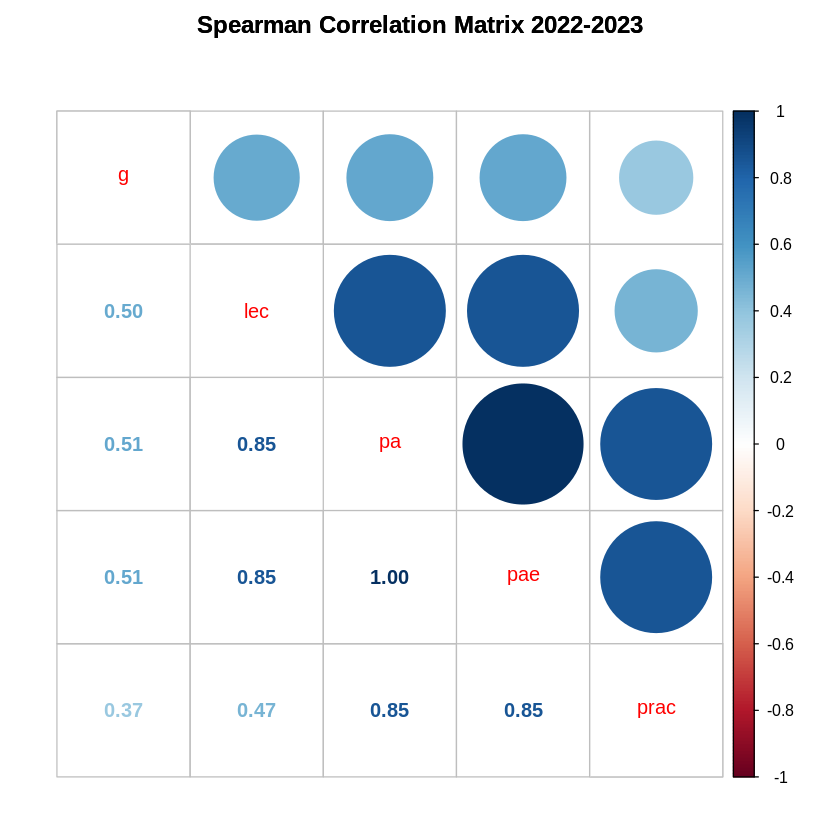 Spearman Correlation Matrix 2022-2023
g
0.50 lec
0.51 0.85 pa
0.51 0.85 1.00 pae
0.37 0.47 0.85 0.85 prac
1
0.8
0.6
0.4
0.2
0
-0.2
-0.4
-0.6
-0.8
-1